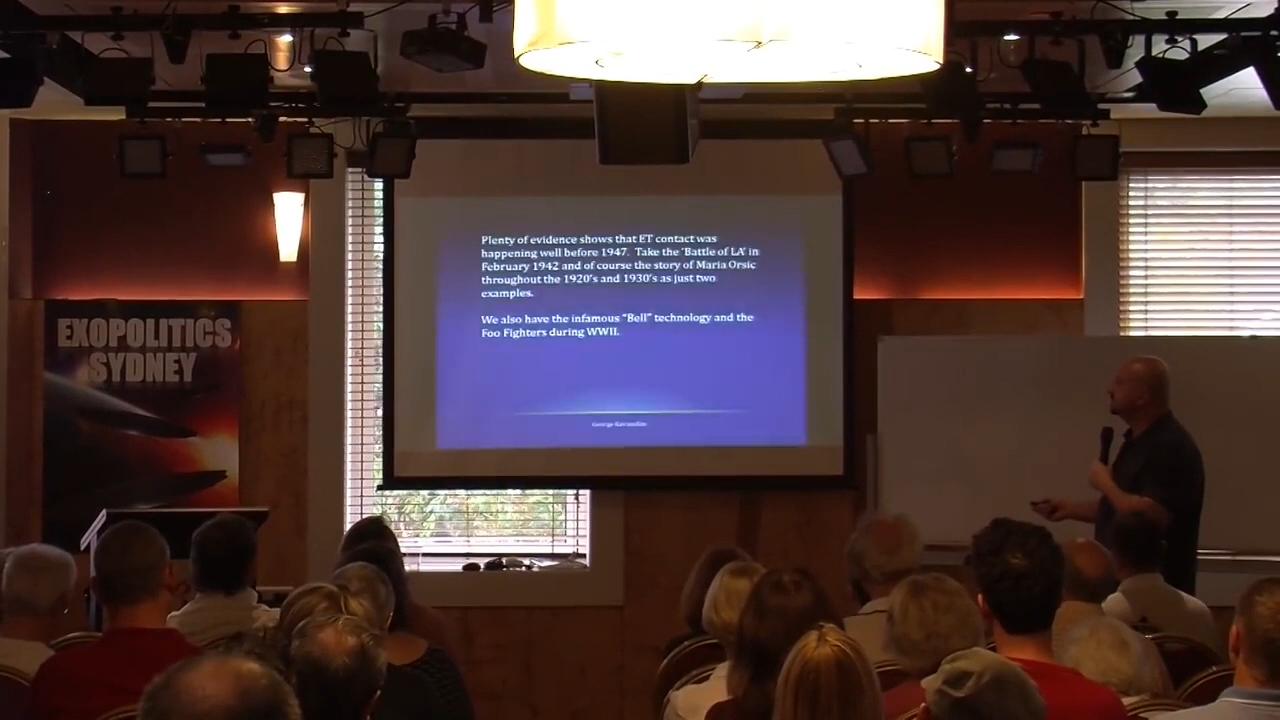 EXOPOLITICS
SYDNEY
Plenty of evidence shows that ET contact was
happening well before 1947. Take the 'Battle of LA' in
February 1942 and of course the story of Maria Orsic
throughout the 1920's and 1930's as just two
examples.
We also have the infamous "Bell" technology and the
Foo Fighters during WWII.
George